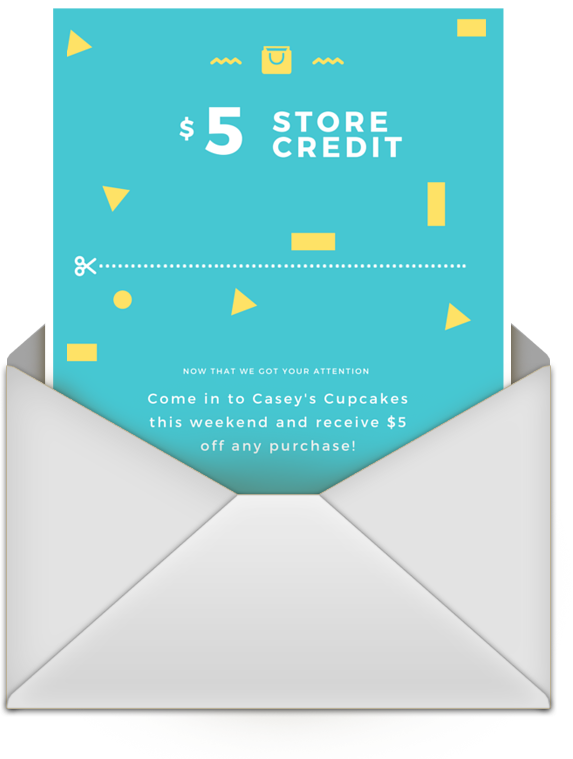 $5 STORE
CREDIT
NOW THAT WE GOT YOUR ATTENTION
Come in to Casey's Cupcakes
this weekend and receive $5
off any purchase!